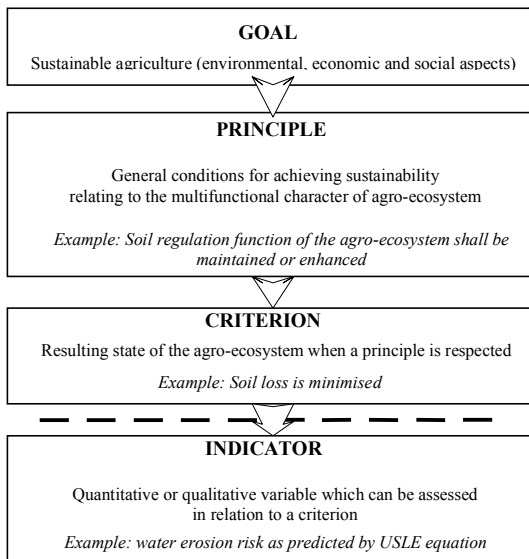 GOAL
Sustainable agriculture (environmental, economic and social aspects)
PRINCIPLE
General conditions for achieving sustainability
relating to the multifunctional character of agro-ecosystem
Example: Soil regulation function of the agro-ecosystem shall be
maintained or enhanced
CRITERION
Resulting state of the agro-ecosystem when a principle is respected
Example: Soil loss is minimised
INDICATOR
Quantitative or qualitative variable which can be assessed
in relation to a criterion
Example: water erosion risk as predicted by USLE equation